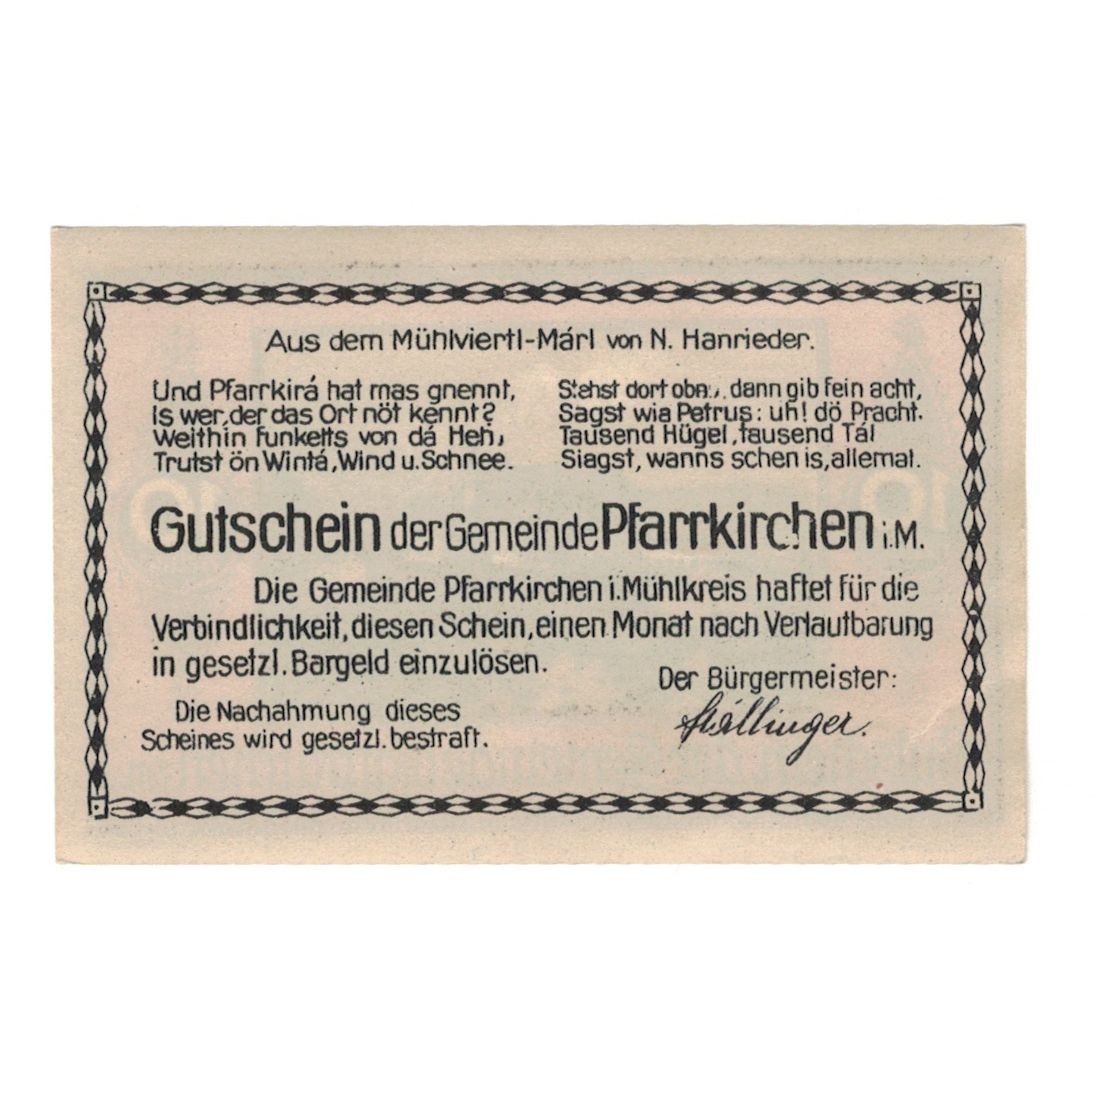 Aus dem Mühlviertl-Márl von N. Hanrieder.
Und Pfarrkirá hat mas gnennt,
Is wer, der das Ort nöt kennt?
Weithin funkelts von dá Heh,
Trutst ön Wintá, Wind u. Schnee.
Stehst dort obn, dann gib fein acht,
Sagst wia Petrus: uh! dö Pracht.
Tausend Hügel, tausend Tál
Siagst, wanns schen is, allemal.
Gutschein der Gemeinde Pfarrkirchen i. M.
Die Gemeinde Pfarrkirchen i. Mühlkreis haftet für die
Verbindlichkeit, diesen Schein, einen Monat nach Verlautbarung
in gesetzl. Bargeld einzulösen.
Der Bürgermeister:
Die Nachahmung dieses
Scheines wird gesetzl. bestraft.